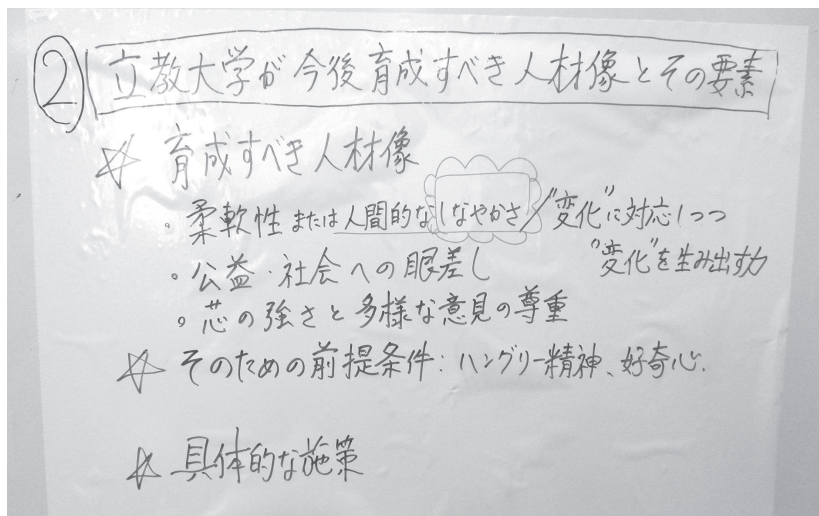 ② 立教大学が今後育成すべき人材像とその要素
☆ 育成すべき人材像
。柔軟性または人間的なしなやかさ/"変化"に対応しつつ
"変化"を生み出す力
。公益・社会への眼差し
。芯の強さと多様な意見の尊重
☆ そのための前提条件:ハングリー精神、好奇心.
☆ 具体的な施策